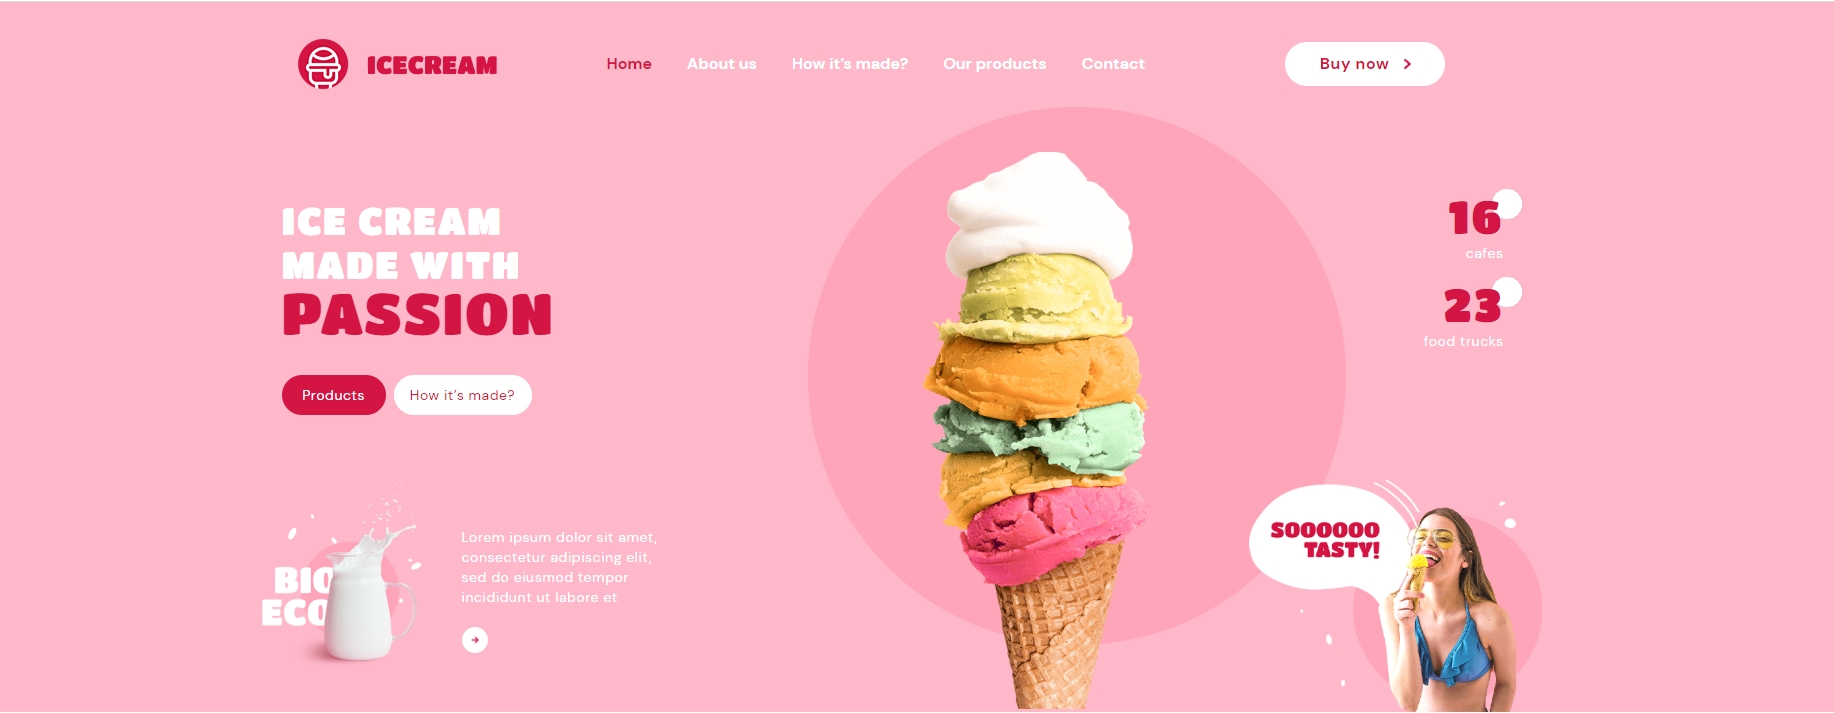 ICECREAM
Home
About us
How it's made?
Our products
Contact
Buy now
ICE CREAM
MADE WITH
PASSION
Products
How it's made?
16
cafes
23
food trucks
BIO
ECO
Lorem ipsum dolor sit amet,
consectetur adipiscing elit,
sed do eiusmod tempor
incididunt ut labore et
SOOOOOO
TASTY!